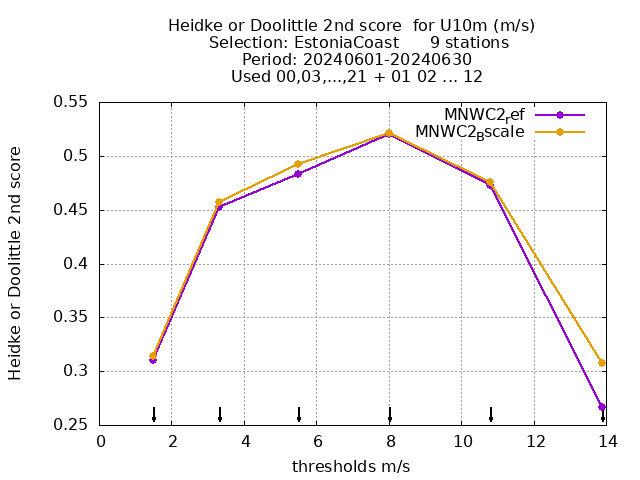 Heidke or Doolittle 2nd score  for U10m (m/s)
Selection: EstoniaCoast      9 stations
Period: 20240601-20240630
Used 00,03,...,21 + 01 02 ... 12
MNWC2ref
MNWC2Bscale
Heidke or Doolittle 2nd score
0.55
0.5
0.45
0.4
0.35
0.3
0.25
0 2 4 6 8 10 12 14
thresholds m/s